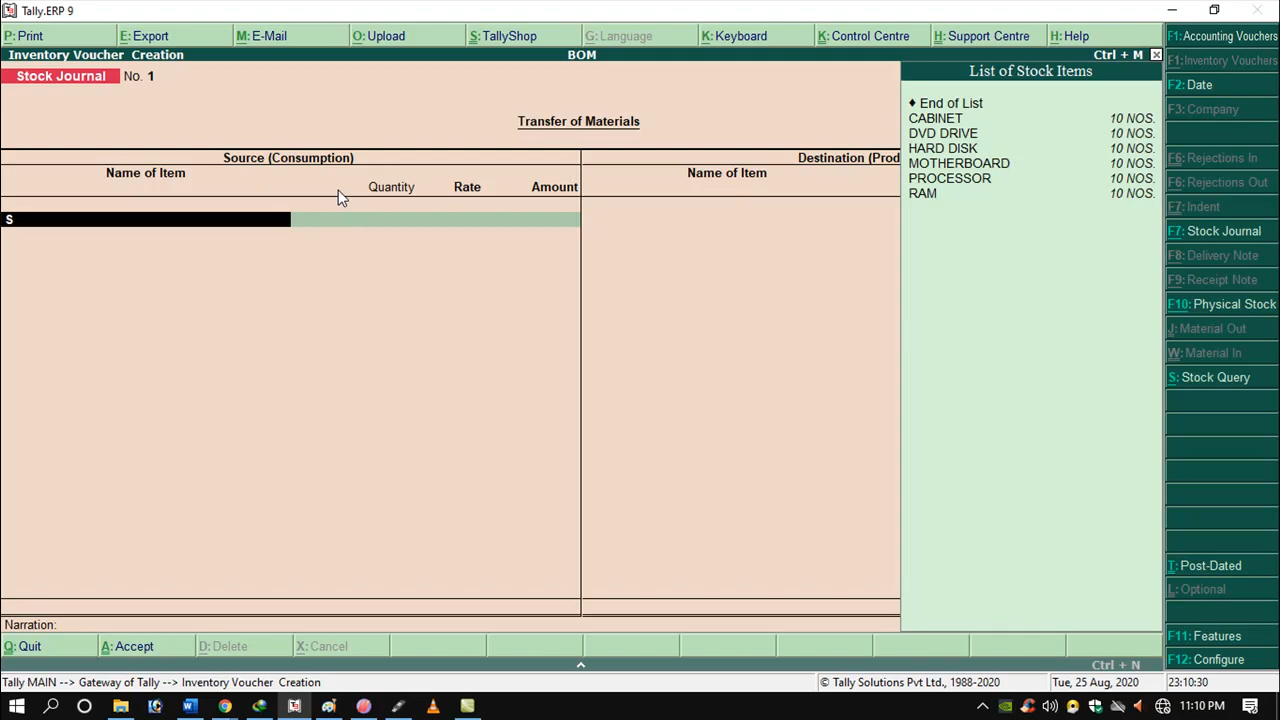 Tally.ERP 9
P: Print
E: Export
M: E-Mail
O: Upload
S: TallyShop
G: Language
K: Keyboard
K: Control Centre
H: Support Centre
H: Help
F1: Accounting Vouchers
Inventory Voucher Creation
BOM
Ctrl + M
F1: Inventory Vouchers
Stock Journal No. 1
List of Stock Items
F2: Date
♦ End of List
F3: Company
CABINET 10 NOS.
Transfer of Materials
DVD DRIVE 10 NOS.
HARD DISK 10 NOS.
Source (Consumption)
Destination (Prod
MOTHERBOARD 10 NOS.
F6: Rejections In
Name of Item
Quantity Rate Amount
Name of Item
PROCESSOR 10 NOS.
F6: Rejections Out
RAM 10 NOS.
F7: Indent
S
F7: Stock Journal
F8: Delivery Note
F9: Receipt Note
F10: Physical Stock
J: Material Out
W: Material In
S: Stock Query
T: Post-Dated
L: Optional
Narration:
F11: Features
Q: Quit
A: Accept
D: Delete
X: Cancel
F12: Configure
Ctrl + N
Tally MAIN --> Gateway of Tally --> Inventory Voucher Creation
© Tally Solutions Pvt Ltd., 1988-2020
Tue, 25 Aug, 2020
23:10:30
11:10 PM